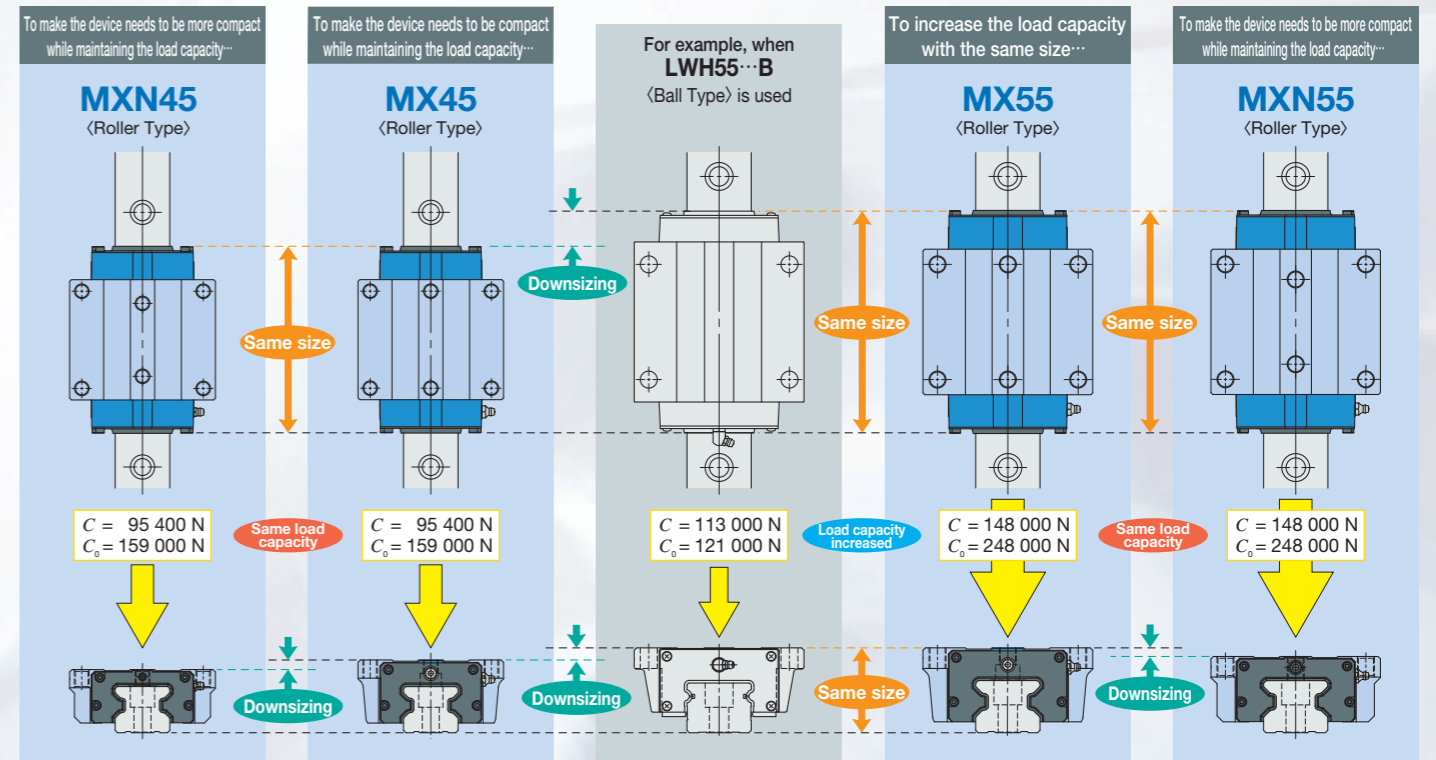 To make the device needs to be more compact
while maintaining the load capacity…
MXN45
〈Roller Type〉
To make the device needs to be compact
while maintaining the load capacity…
MX45
〈Roller Type〉
For example, when
LWH55…B
〈Ball Type〉 is used
To increase the load capacity
with the same size…
MX55
〈Roller Type〉
To make the device needs to be more compact
while maintaining the load capacity…
MXN55
〈Roller Type〉
Same size
Downsizing
Same size
Same size
C = 95 400 N
C₀ = 159 000 N
Same load
capacity
C = 95 400 N
C₀ = 159 000 N
C = 113 000 N
C₀ = 121 000 N
Load capacity
increased
C = 148 000 N
C₀ = 248 000 N
Same load
capacity
C = 148 000 N
C₀ = 248 000 N
Downsizing
Downsizing
Same size
Downsizing